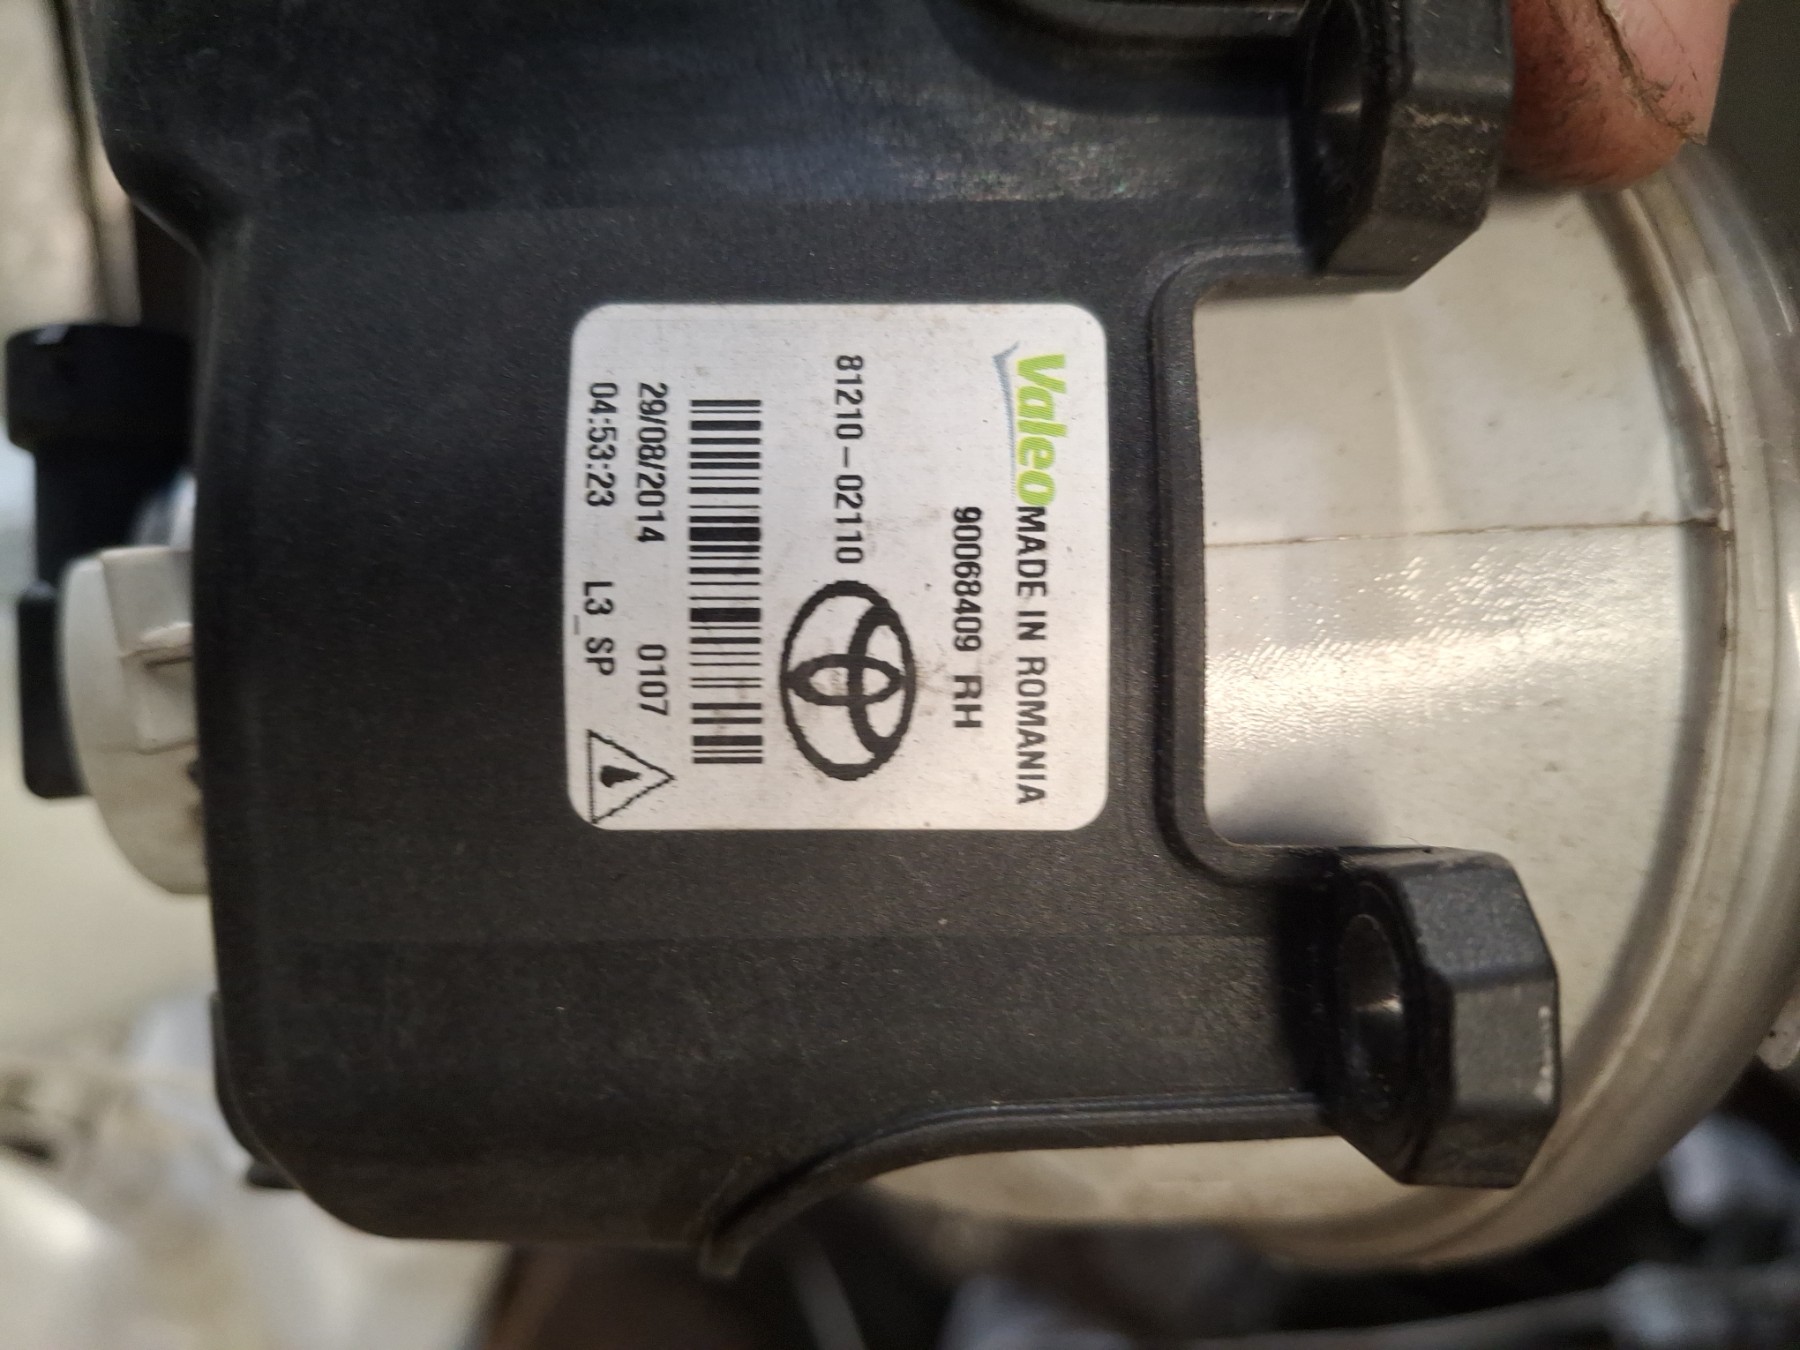 Valeo MADE IN ROMANIA
90068409 RH
81210-02110
29/08/2014 0107
04:53:23 L3_SP